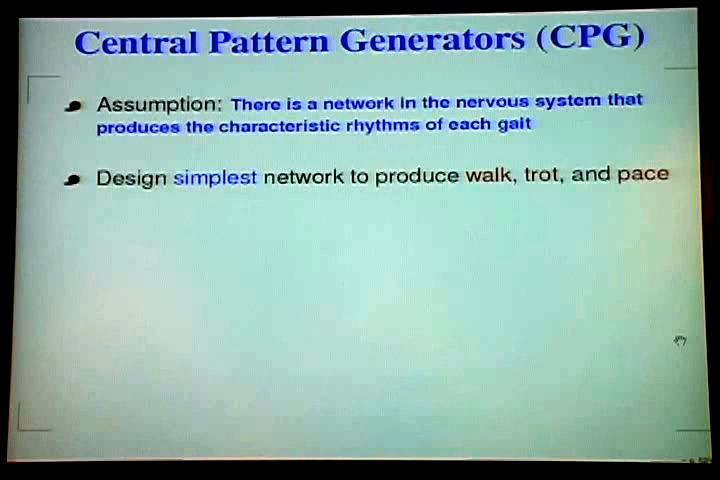 Central Pattern Generators (CPG)
Assumption: There is a network in the nervous system that
produces the characteristic rhythms of each gait
Design simplest network to produce walk, trot, and pace